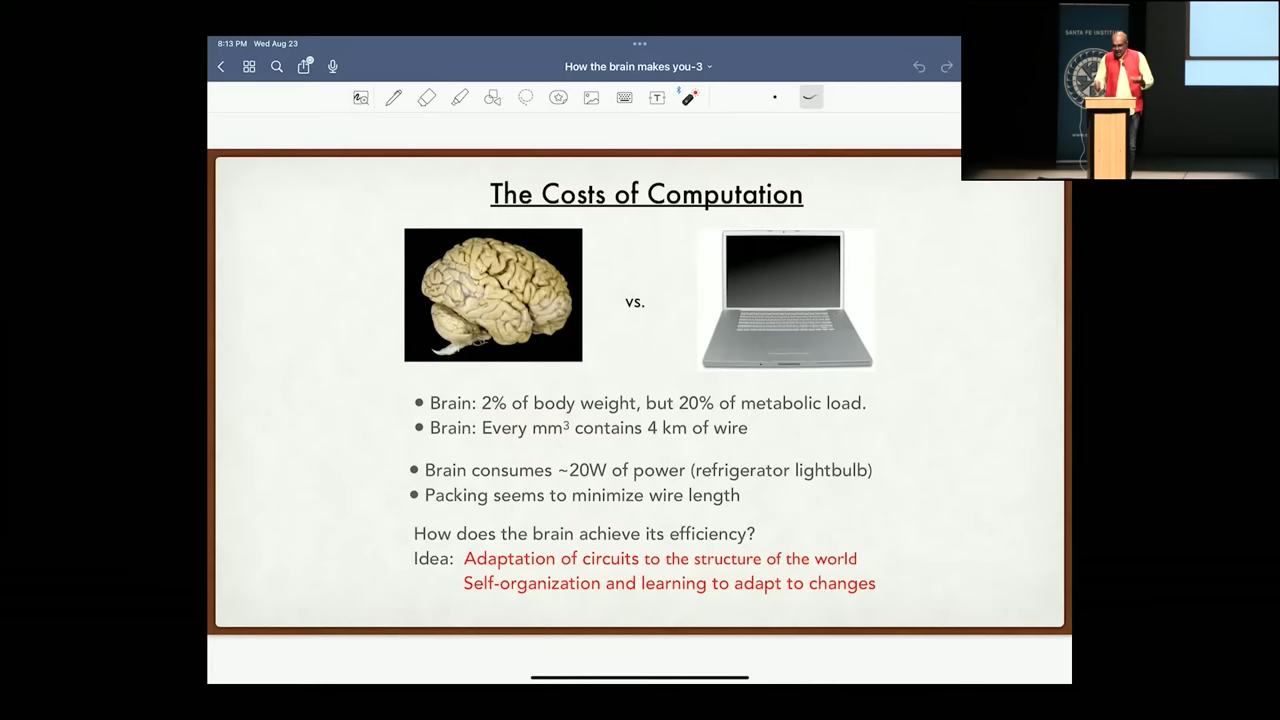 8:13 PM Wed Aug 23
How the brain makes you-3
SANTA FE INSTITUTE
The Costs of Computation
vs.
• Brain: 2% of body weight, but 20% of metabolic load.
• Brain: Every mm³ contains 4 km of wire
• Brain consumes ~20W of power (refrigerator lightbulb)
• Packing seems to minimize wire length
How does the brain achieve its efficiency?
Idea: Adaptation of circuits to the structure of the world
Self-organization and learning to adapt to changes